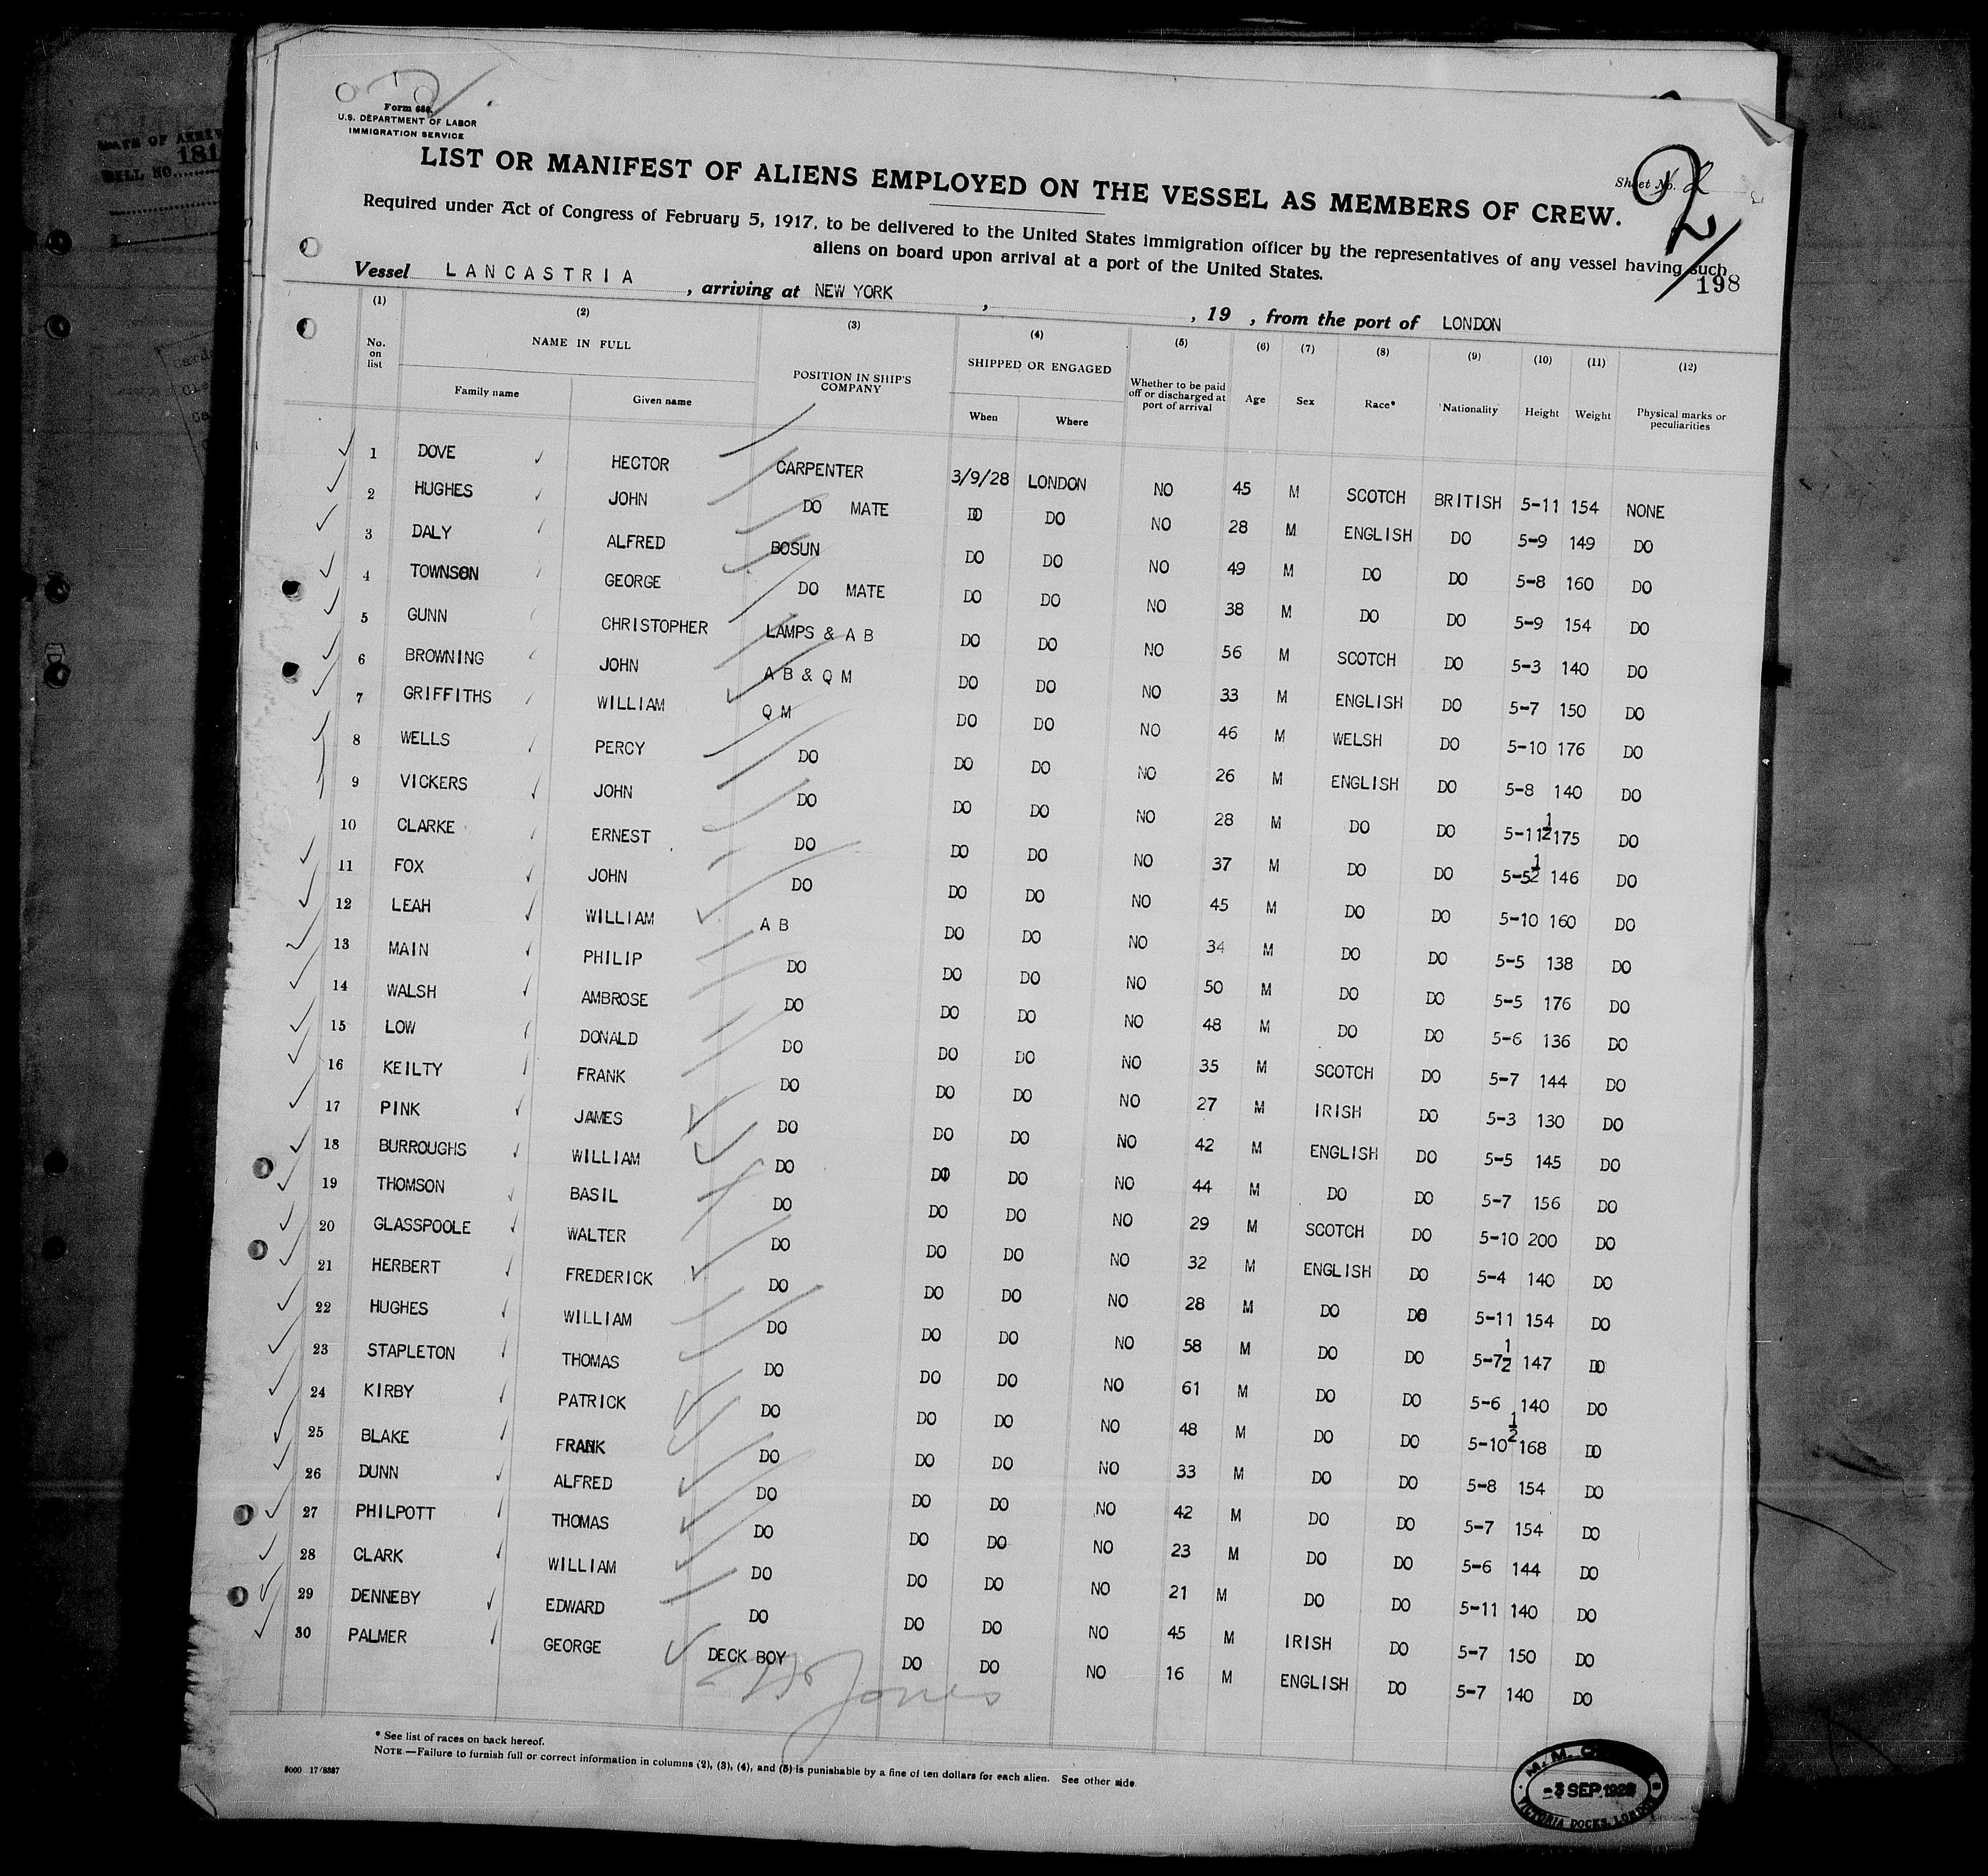 DATE OF ARRIV
181
BILL NO.
Form 680
U.S. DEPARTMENT OF LABOR
IMMIGRATION SERVICE
Sheet No. 2
LIST OR MANIFEST OF ALIENS EMPLOYED ON THE VESSEL AS MEMBERS OF CREW.
Required under Act of Congress of February 5, 1917, to be delivered to the United States immigration officer by the representatives of any vessel having such
aliens on board upon arrival at a port of the United States.
198
Vessel LANCASTRIA , arriving at NEW YORK , , 19 , from the port of LONDON
(1) (2) (3) (4) (5) (6) (7) (8) (9) (10) (11) (12)
No. on list NAME IN FULL Family name Given name POSITION IN SHIP'S COMPANY SHIPPED OR ENGAGED When Where Whether to be paid off or discharged at port of arrival Age Sex Race* Nationality Height Weight Physical marks or peculiarities
1 DOVE HECTOR CARPENTER 3/9/28 LONDON NO 45 M SCOTCH BRITISH 5-11 154 NONE
2 HUGHES JOHN DO MATE DO DO NO 28 M ENGLISH DO 5-9 149 DO
3 DALY ALFRED BOSUN DO DO NO 49 M DO DO 5-8 160 DO
4 TOWNSON GEORGE DO MATE DO DO NO 38 M DO DO 5-9 154 DO
5 GUNN CHRISTOPHER LAMPS & A B DO DO NO 56 M SCOTCH DO 5-3 140 DO
6 BROWNING JOHN A B & Q M DO DO NO 33 M ENGLISH DO 5-7 150 DO
7 GRIFFITHS WILLIAM Q M DO DO NO 46 M WELSH DO 5-10 176 DO
8 WELLS PERCY DO DO DO NO 26 M ENGLISH DO 5-8 140 DO
9 VICKERS JOHN DO DO DO NO 28 M DO DO 5-11½ 175 DO
10 CLARKE ERNEST DO DO DO NO 37 M DO DO 5-5½ 146 DO
11 FOX JOHN DO DO DO NO 45 M DO DO 5-10 160 DO
12 LEAH WILLIAM A B DO DO NO 34 M DO DO 5-5 138 DO
13 MAIN PHILIP DO DO DO NO 50 M DO DO 5-5 176 DO
14 WALSH AMBROSE DO DO DO NO 48 M DO DO 5-6 136 DO
15 LOW DONALD DO DO DO NO 35 M SCOTCH DO 5-7 144 DO
16 KEILTY FRANK DO DO DO NO 27 M IRISH DO 5-3 130 DO
17 PINK JAMES DO DO DO NO 42 M ENGLISH DO 5-5 145 DO
18 BURROUGHS WILLIAM DO DO DO NO 44 M DO DO 5-7 156 DO
19 THOMSON BASIL DO DO DO NO 29 M SCOTCH DO 5-10 200 DO
20 GLASSPOOLE WALTER DO DO DO NO 32 M ENGLISH DO 5-4 140 DO
21 HERBERT FREDERICK DO DO DO NO 28 M DO DO 5-11 154 DO
22 HUGHES WILLIAM DO DO DO NO 58 M DO DO 5-7½ 147 DO
23 STAPLETON THOMAS DO DO DO NO 61 M DO DO 5-6 140 DO
24 KIRBY PATRICK DO DO DO NO 48 M DO DO 5-10½ 168 DO
25 BLAKE FRANK DO DO DO NO 33 M DO DO 5-8 154 DO
26 DUNN ALFRED DO DO DO NO 42 M DO DO 5-7 154 DO
27 PHILPOTT THOMAS DO DO DO NO 23 M DO DO 5-6 144 DO
28 CLARK WILLIAM DO DO DO NO 21 M DO DO 5-11 140 DO
29 DENNEBY EDWARD DO DO DO NO 45 M IRISH DO 5-7 150 DO
30 PALMER GEORGE DECK BOY DO DO NO 16 M ENGLISH DO 5-7 140 DO
Jones
* See list of races on back hereof.
NOTE.—Failure to furnish full or correct information in columns (2), (3), (4), and (5) is punishable by a fine of ten dollars for each alien. See other side.
5000 17/8387
-3 SEP 1928
VICTORIA DOCKS, LONDON